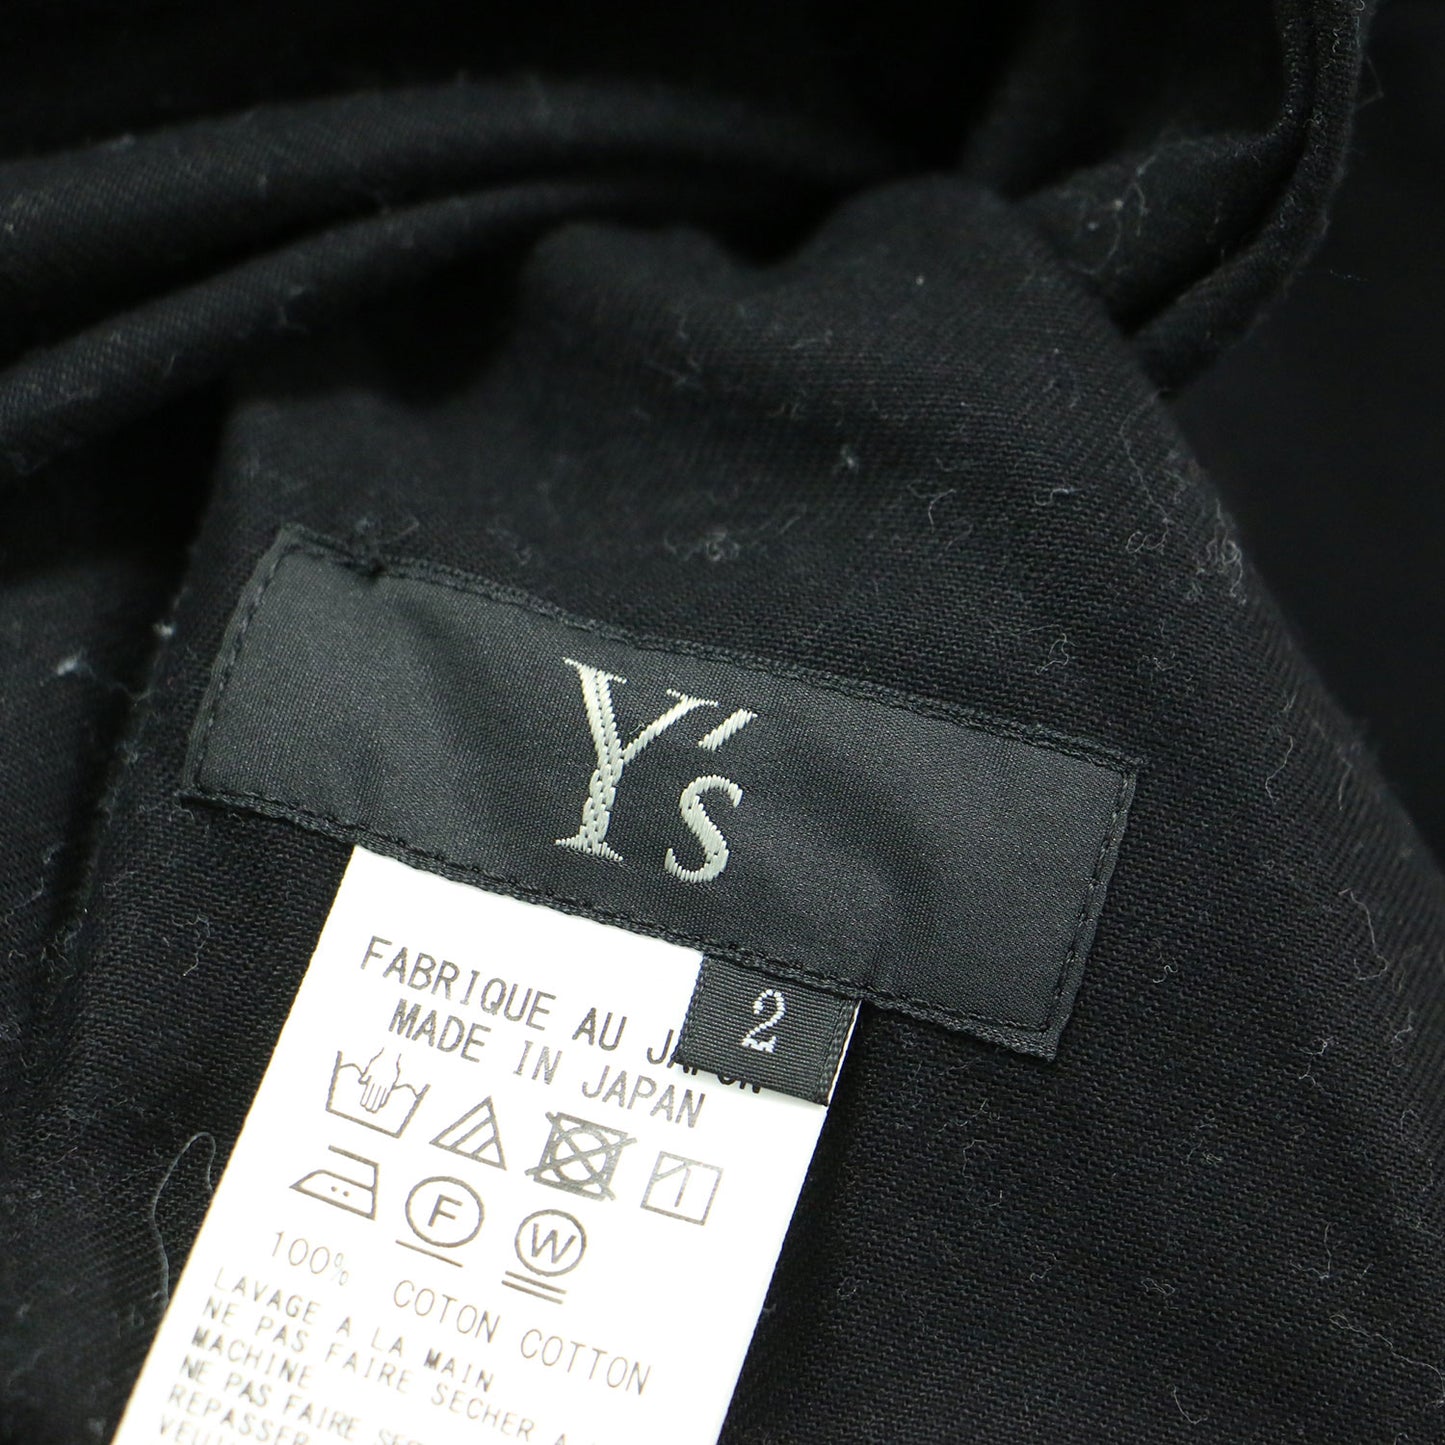 Y's
2
FABRIQUE AU JAPON
MADE IN JAPAN
F
W
100% COTON COTTON
LAVAGE A LA MAIN
NE PAS FAIRE SECHER A
MACHINE
NE PAS FAIRE
REPASSER